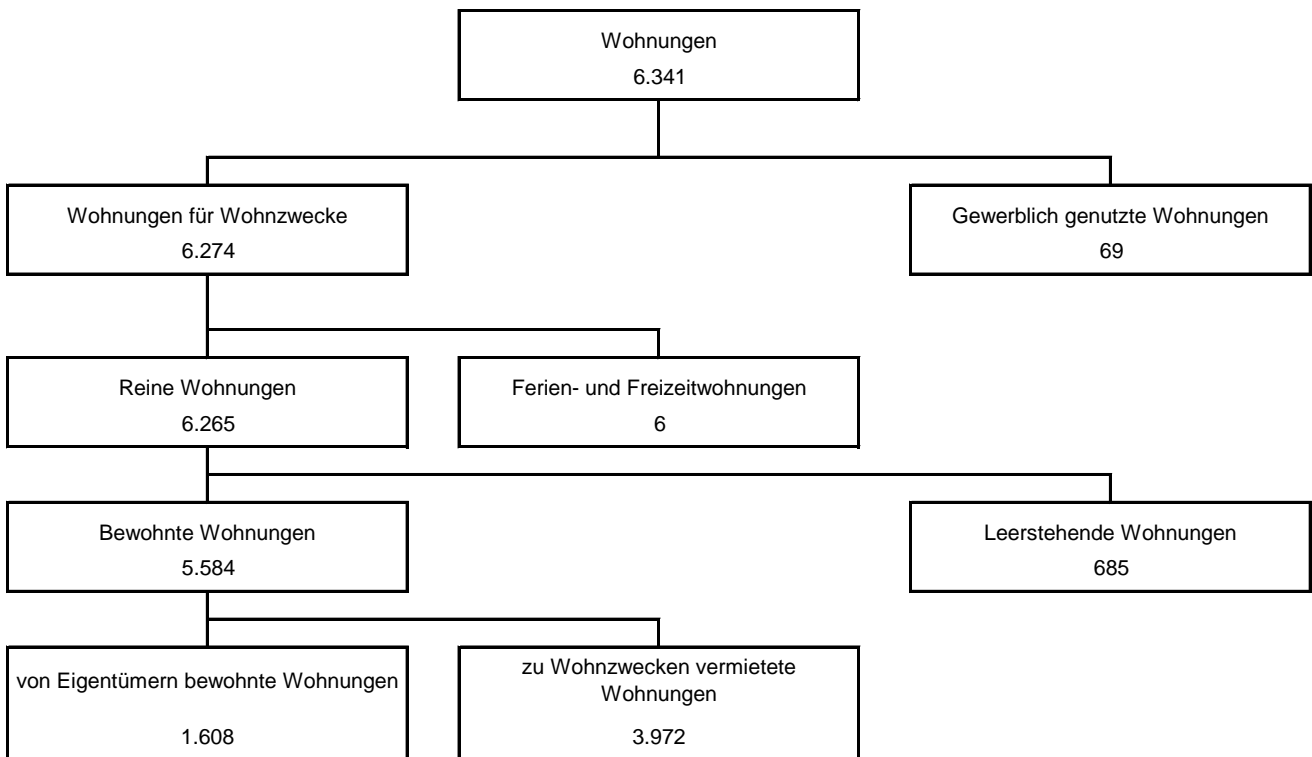 Wohnungen
6.341
Wohnungen für Wohnzwecke
6.274
Gewerblich genutzte Wohnungen
69
Reine Wohnungen
6.265
Ferien- und Freizeitwohnungen
6
Bewohnte Wohnungen
5.584
Leerstehende Wohnungen
685
von Eigentümern bewohnte Wohnungen
1.608
zu Wohnzwecken vermietete
Wohnungen
3.972